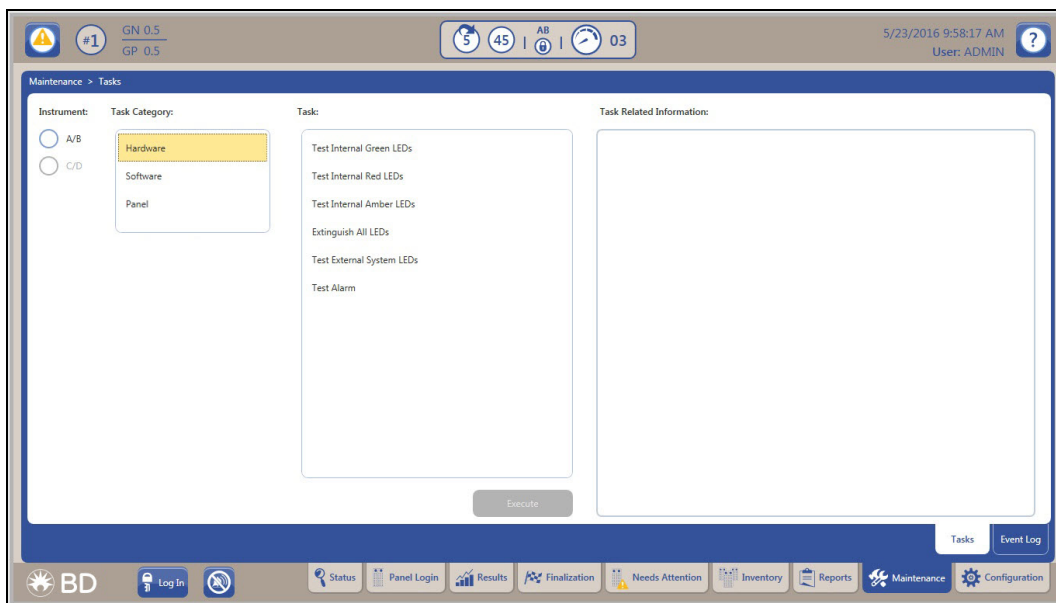 #1
GN 0.5
GP 0.5
5
45
|
AB
|
03
5/23/2016 9:58:17 AM
User: ADMIN
?
Maintenance > Tasks
Instrument:
Task Category:
Task:
Task Related Information:
A/B
C/D
Hardware
Software
Panel
Test Internal Green LEDs
Test Internal Red LEDs
Test Internal Amber LEDs
Extinguish All LEDs
Test External System LEDs
Test Alarm
Execute
Tasks
Event Log
BD
Log In
Status
Panel Login
Results
Finalization
Needs Attention
Inventory
Reports
Maintenance
Configuration